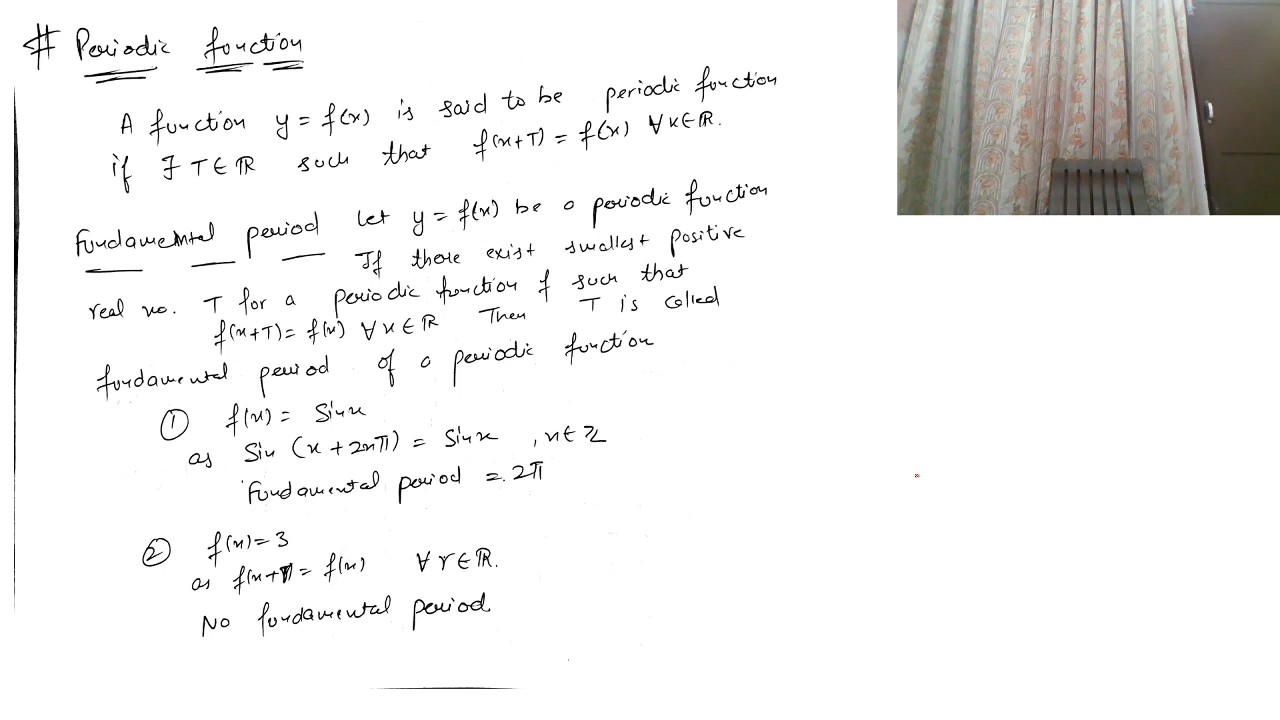 # Periodic function
A function y = f(x) is said to be periodic function
if ∃ T ∈ ℝ such that f(x+T) = f(x) ∀ x ∈ ℝ.
Fundamental period Let y = f(x) be a periodic function
If there exist smallest positive
real no. T for a periodic function f such that
f(x+T) = f(x) ∀ x ∈ ℝ Then T is called
fundamental period of a periodic function
① f(x) = Sinx
as Sin (x + 2nπ) = Sinx , n ∈ ℤ
Fundamental period = 2π
② f(x) = 3
as f(x+ = f(x) ∀ r ∈ ℝ.
No fundamental period